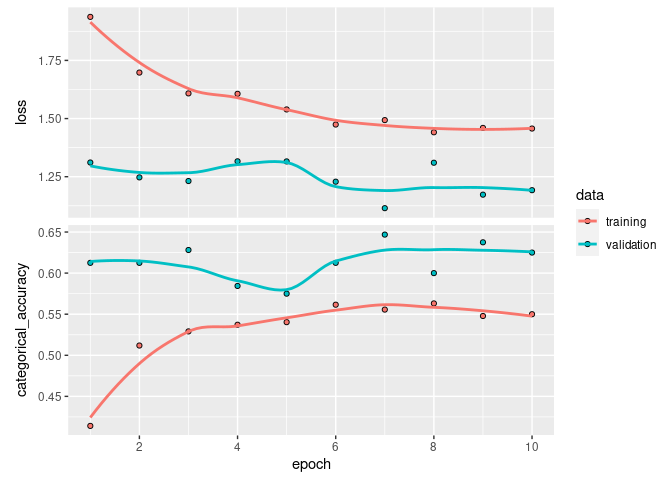 1.75
1.50
1.25
loss
0.65
0.60
0.55
0.50
0.45
categorical_accuracy
2 4 6 8 10
epoch
data
training
validation